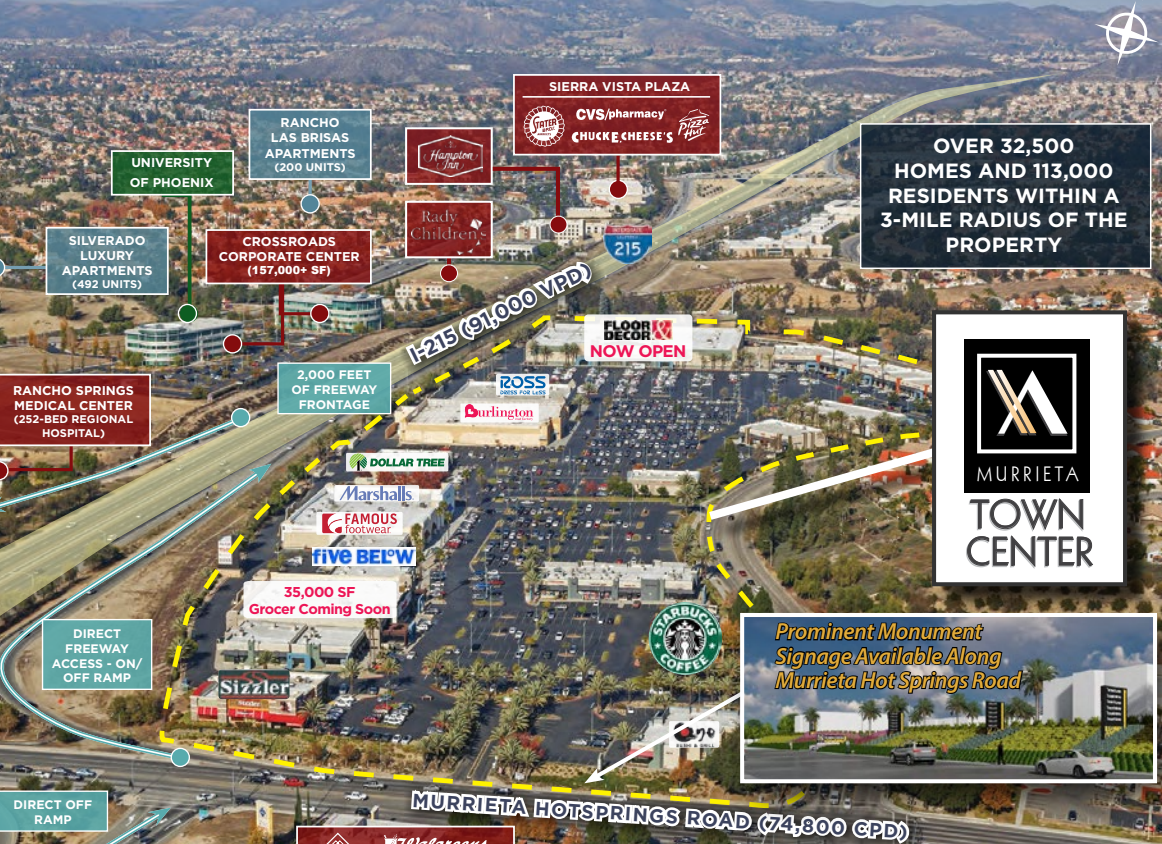 SIERRA VISTA PLAZA
STATER BROS
CVS/pharmacy
CHUCK E. CHEESE'S
Pizza Hut
Hampton Inn
RANCHO
LAS BRISAS
APARTMENTS
(200 UNITS)
UNIVERSITY
OF PHOENIX
OVER 32,500
HOMES AND 113,000
RESIDENTS WITHIN A
3-MILE RADIUS OF THE
PROPERTY
Rady
Children's
SILVERADO
LUXURY
APARTMENTS
(492 UNITS)
CROSSROADS
CORPORATE CENTER
(157,000+ SF)
INTERSTATE
215
I-215 (91,000 VPD)
FLOOR &
DECOR
NOW OPEN
2,000 FEET
OF FREEWAY
FRONTAGE
ROSS
DRESS FOR LESS
Burlington
RANCHO SPRINGS
MEDICAL CENTER
(252-BED REGIONAL
HOSPITAL)
DOLLAR TREE
Marshalls
FAMOUS
footwear
five BELOW
35,000 SF
Grocer Coming Soon
MURRIETA
TOWN
CENTER
STARBUCKS
COFFEE
DIRECT
FREEWAY
ACCESS - ON/
OFF RAMP
Sizzler
Sizzler
Prominent Monument
Signage Available Along
Murrieta Hot Springs Road
SUSHI & GRILL
MURRIETA HOTSPRINGS ROAD (74,800 CPD)
DIRECT OFF
RAMP
Walgreens